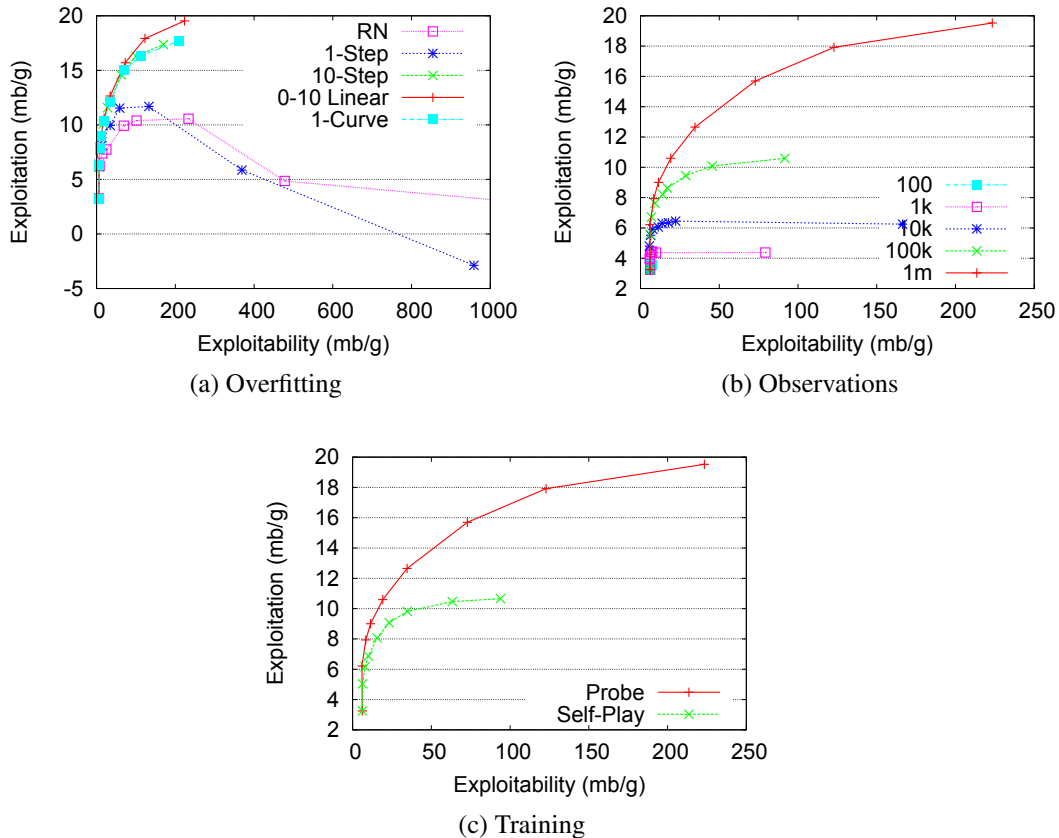 20
15
10
5
0
-5
Exploitation (mb/g)
RN
1-Step
10-Step
0-10 Linear
1-Curve
0 200 400 600 800 1000
Exploitability (mb/g)
(a) Overfitting
20
18
16
14
12
10
8
6
4
2
Exploitation (mb/g)
100
1k
10k
100k
1m
0 50 100 150 200 250
Exploitability (mb/g)
(b) Observations
20
18
16
14
12
10
8
6
4
2
Exploitation (mb/g)
Probe
Self-Play
0 50 100 150 200 250
Exploitability (mb/g)
(c) Training